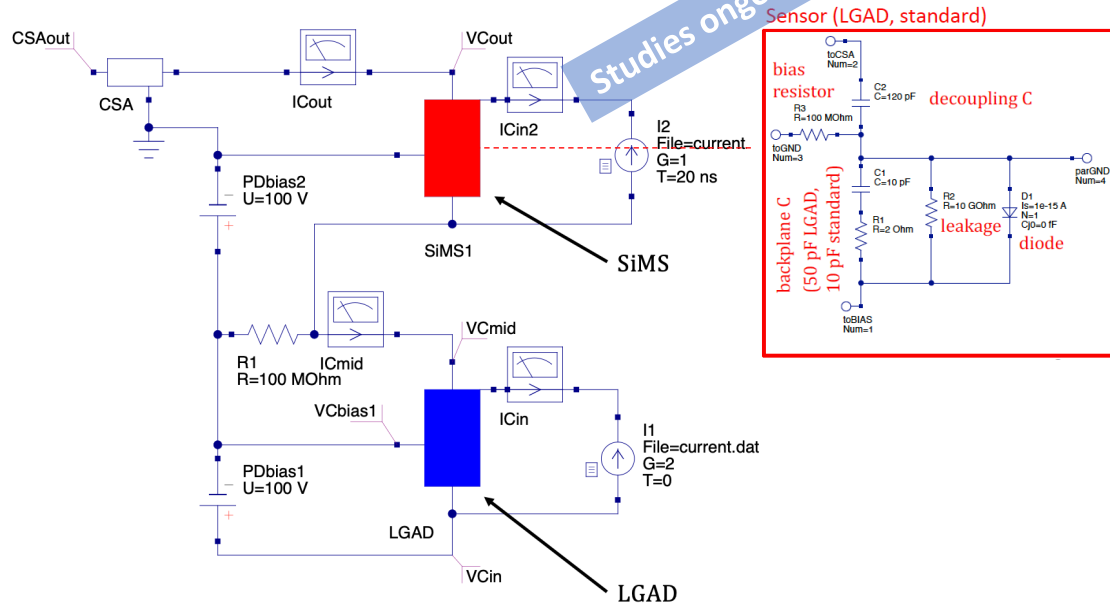 Studies ongo
Sensor (LGAD, standard)
CSAout
VCout
CSA
ICout
ICin2
I2
File=current
G=1
T=20 ns
PDbias2
U=100 V
SiMS1
SiMS
R1
R=100 MOhm
ICmid
VCmid
VCbias1
ICin
I1
File=current.dat
G=2
T=0
PDbias1
U=100 V
LGAD
VCin
LGAD
toCSA
Num=2
bias
resistor
C2
C=120 pF
decoupling C
R3
R=100 MOhm
toGND
Num=3
parGND
Num=4
C1
C=10 pF
R1
R=2 Ohm
R2
R=10 GOhm
leakage
D1
Is=1e-15 A
N=1
Cj0=0 fF
diode
backplane C
(50 pF LGAD,
10 pF standard)
toBIAS
Num=1